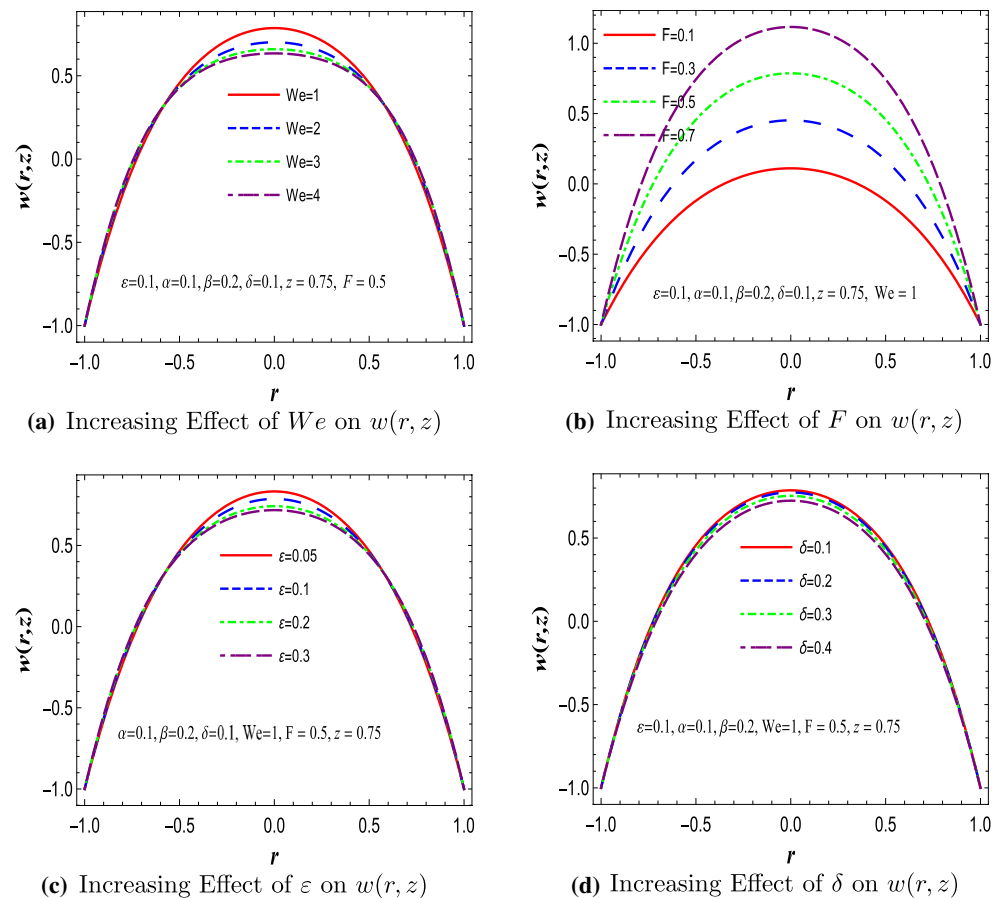 w(r,z)
0.5
0.0
−0.5
−1.0
We=1
We=2
We=3
We=4
ε=0.1, α=0.1, β=0.2, δ=0.1, z = 0.75, F = 0.5
−1.0 −0.5 0.0 0.5 1.0
r
(a) Increasing Effect of We on w(r, z)
w(r,z)
1.0
0.5
0.0
−0.5
−1.0
F=0.1
F=0.3
F=0.5
F=0.7
ε=0.1, α=0.1, β=0.2, δ=0.1, z = 0.75, We = 1
−1.0 −0.5 0.0 0.5 1.0
r
(b) Increasing Effect of F on w(r, z)
w(r,z)
0.5
0.0
−0.5
−1.0
ε=0.05
ε=0.1
ε=0.2
ε=0.3
α=0.1, β=0.2, δ=0.1, We=1, F = 0.5, z = 0.75
−1.0 −0.5 0.0 0.5 1.0
r
(c) Increasing Effect of ε on w(r, z)
w(r,z)
0.5
0.0
−0.5
−1.0
δ=0.1
δ=0.2
δ=0.3
δ=0.4
ε=0.1, α=0.1, β=0.2, We=1, F = 0.5, z = 0.75
−1.0 −0.5 0.0 0.5 1.0
r
(d) Increasing Effect of δ on w(r, z)